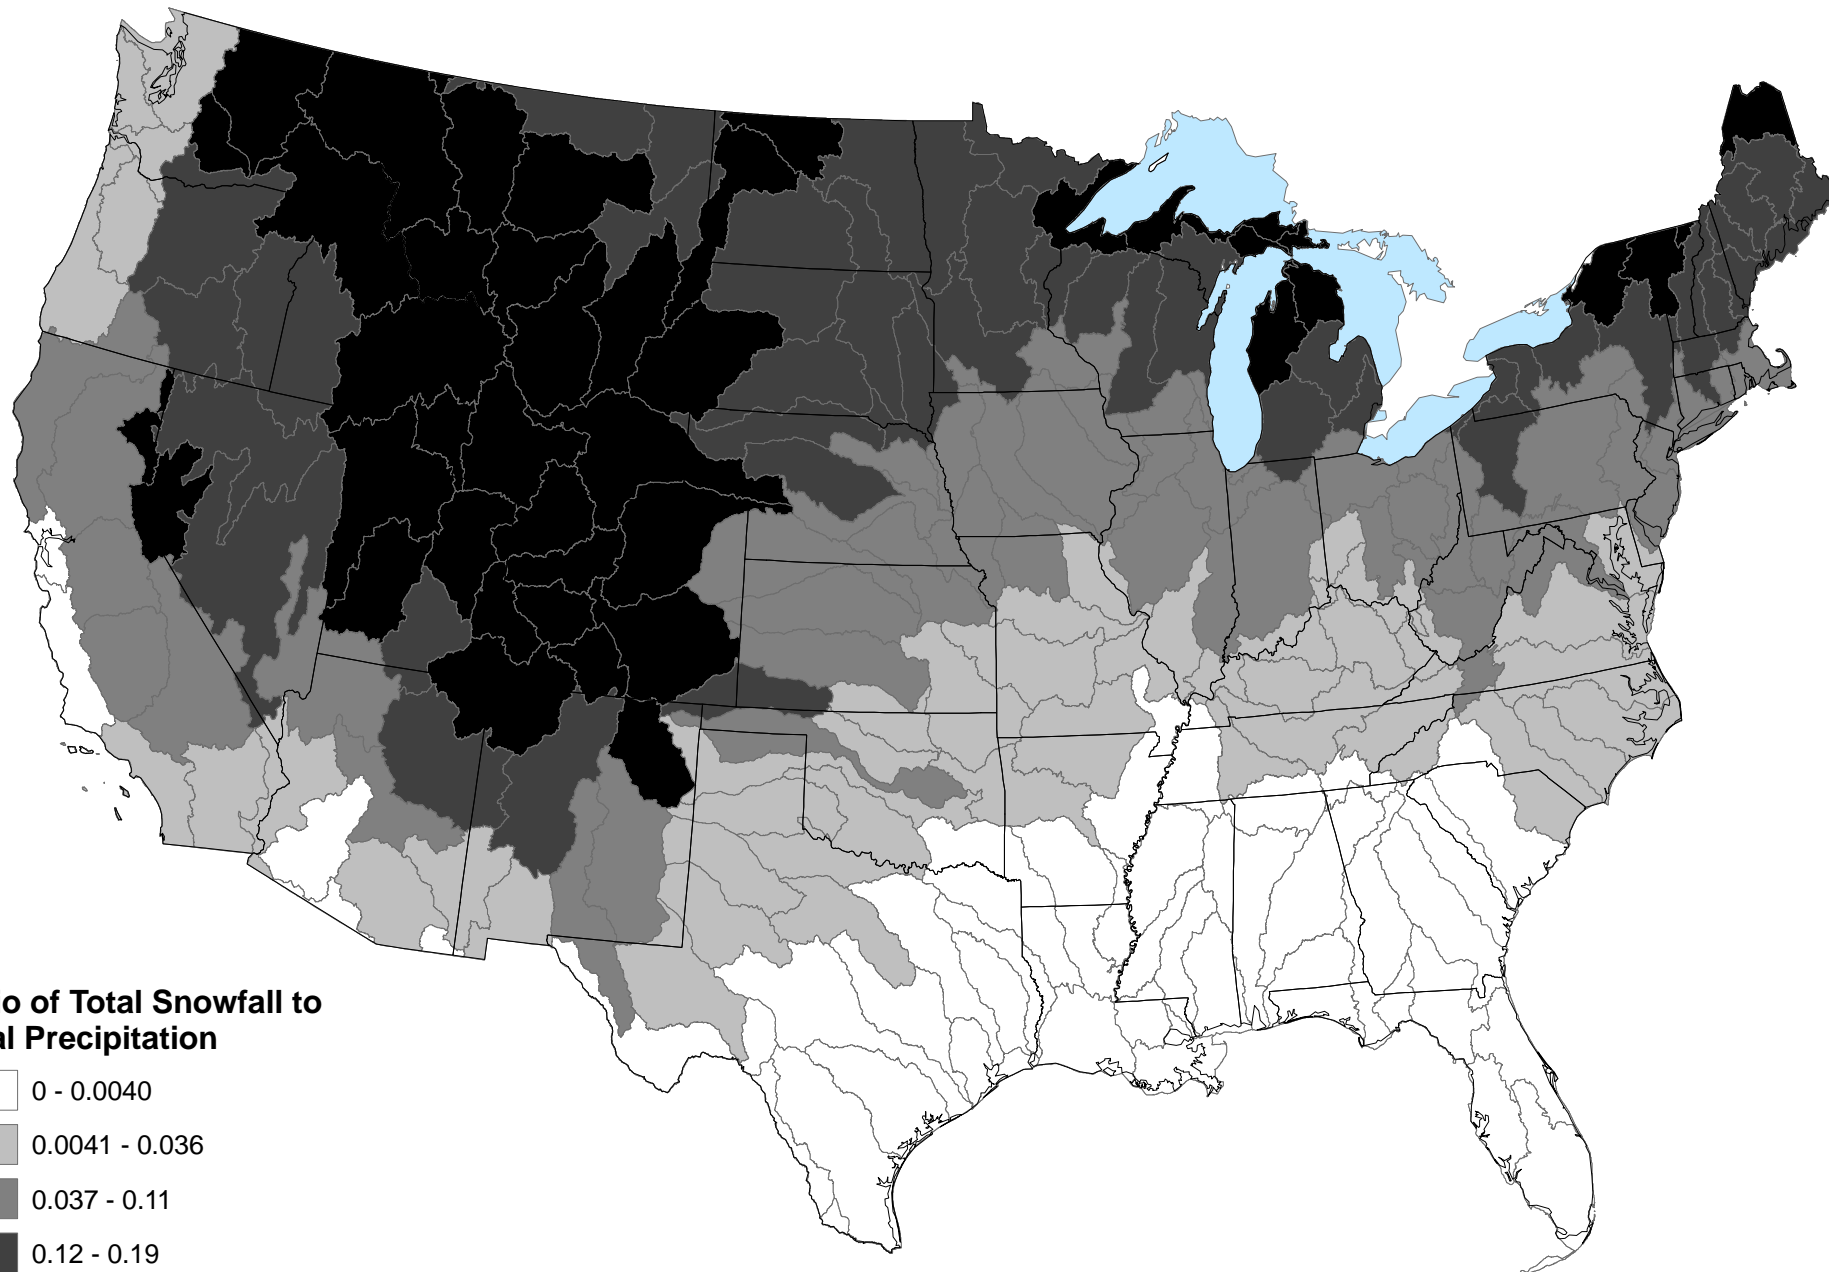 o of Total Snowfall to
l Precipitation
0 - 0.0040
0.0041 - 0.036
0.037 - 0.11
0.12 - 0.19